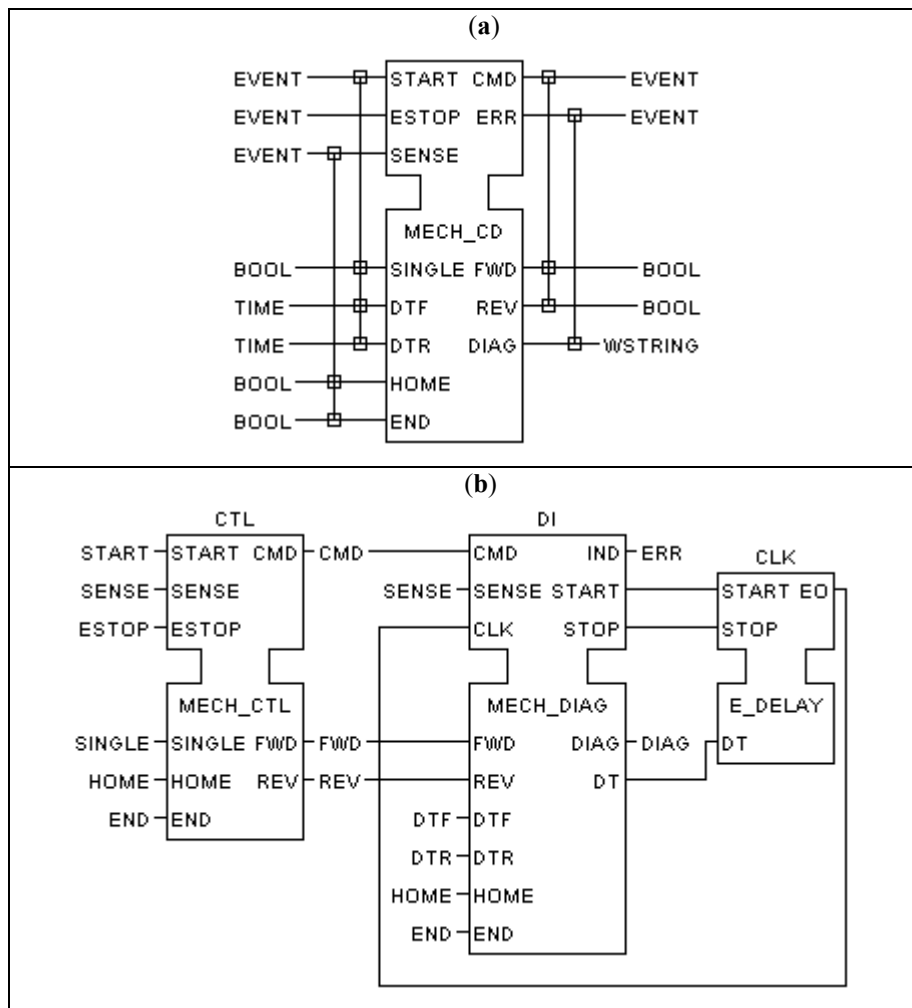 (a)
EVENT START CMD EVENT
EVENT ESTOP ERR EVENT
EVENT SENSE
MECH_CD
BOOL SINGLE FWD BOOL
TIME DTF REV BOOL
TIME DTR DIAG WSTRING
BOOL HOME
BOOL END
(b)
CTL DI
CLK
START START CMD CMD CMD IND ERR
SENSE SENSE SENSE SENSE START START EO
ESTOP ESTOP CLK STOP STOP
MECH_CTL MECH_DIAG E_DELAY
SINGLE SINGLE FWD FWD FWD DIAG DIAG DT
HOME HOME REV REV REV DT
END END DTF DTF
DTR DTR
HOME HOME
END END